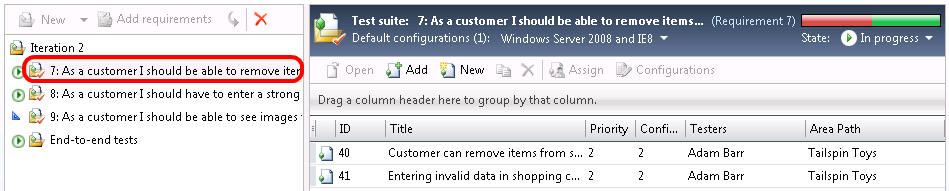 New Add requirements
Iteration 2
7: As a customer I should be able to remove iter
8: As a customer I should have to enter a strong
9: As a customer I should be able to see images
End-to-end tests
Test suite: 7: As a customer I should be able to remove items... (Requirement 7)
Default configurations (1): Windows Server 2008 and IE8 State: In progress
Open Add New Assign Configurations
Drag a column header here to group by that column.
ID Title Priority Confi... Testers Area Path
40 Customer can remove items from s... 2 2 Adam Barr Tailspin Toys
41 Entering invalid data in shopping c... 2 2 Adam Barr Tailspin Toys